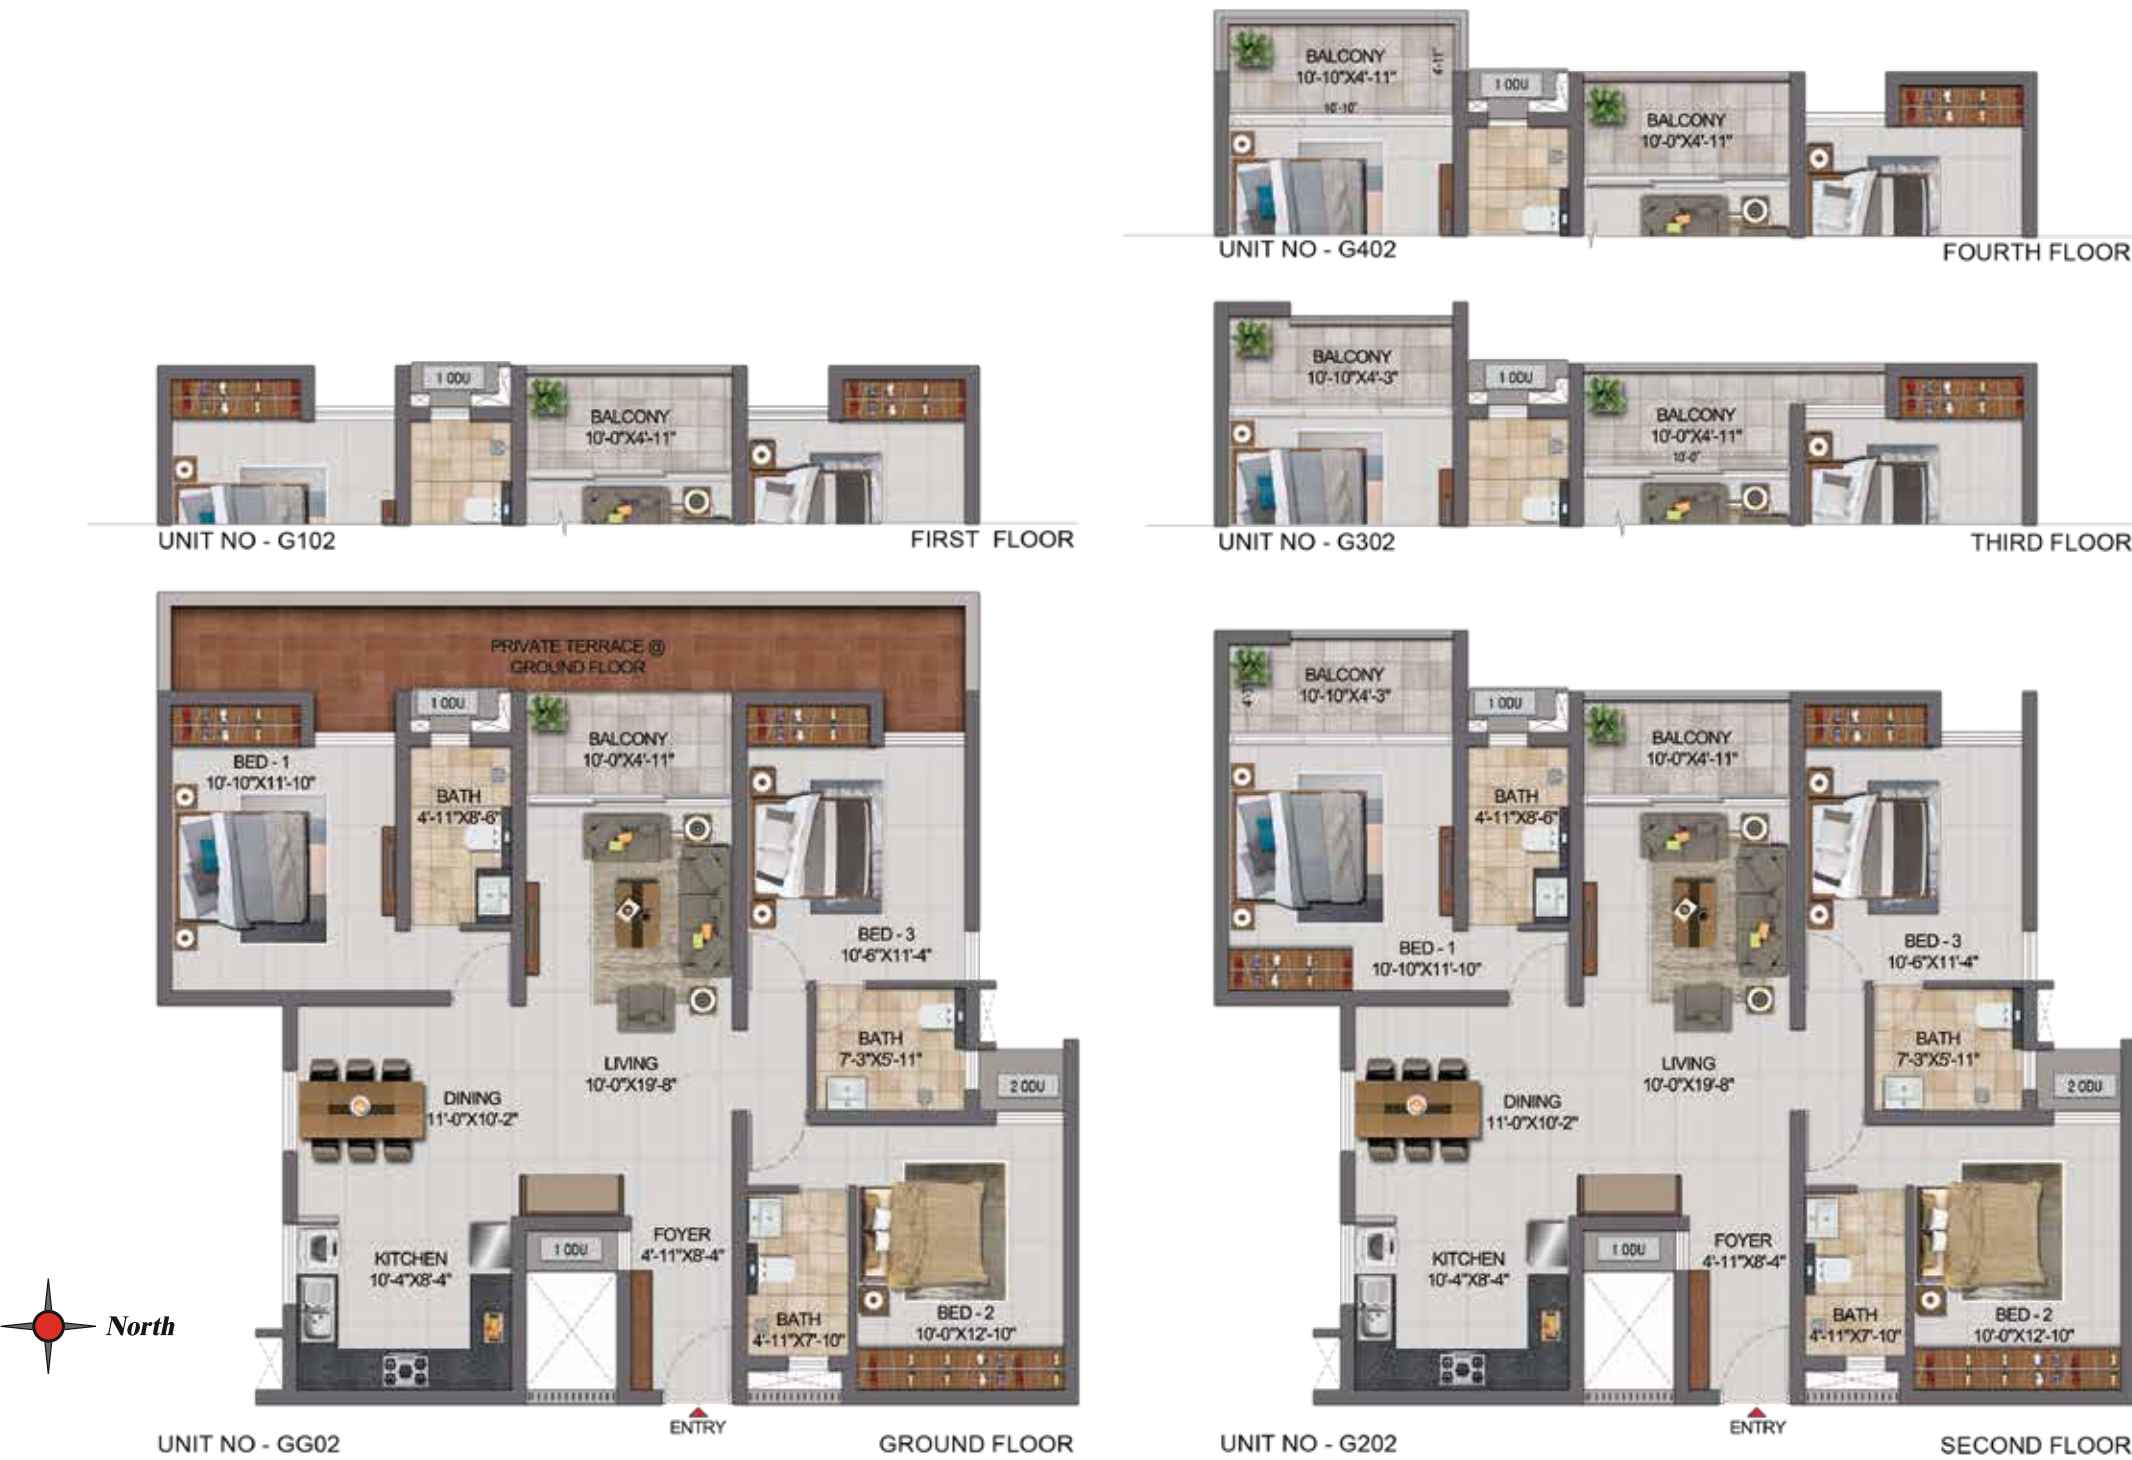 BALCONY
10'-10"X4'-11"
4'-11"
10'-10"
1 ODU
BALCONY
10'-0"X4'-11"
UNIT NO - G402
FOURTH FLOOR
BALCONY
10'-10"X4'-3"
1 ODU
BALCONY
10'-0"X4'-11"
10'-0"
UNIT NO - G302
THIRD FLOOR
1 ODU
BALCONY
10'-0"X4'-11"
UNIT NO - G102
FIRST FLOOR
PRIVATE TERRACE @
GROUND FLOOR
1 ODU
BED - 1
10'-10"X11'-10"
BATH
4'-11"X8'-6"
BALCONY
10'-0"X4'-11"
BED - 3
10'-6"X11'-4"
BATH
7'-3"X5'-11"
2 ODU
LIVING
10'-0"X19'-8"
DINING
11'-0"X10'-2"
KITCHEN
10'-4"X8'-4"
1 ODU
FOYER
4'-11"X8'-4"
BATH
4'-11"X7'-10"
BED - 2
10'-0"X12'-10"
ENTRY
UNIT NO - GG02
GROUND FLOOR
North
BALCONY
10'-10"X4'-3"
4'-3"
1 ODU
BALCONY
10'-0"X4'-11"
BATH
4'-11"X8'-6"
BED - 1
10'-10"X11'-10"
BED - 3
10'-6"X11'-4"
BATH
7'-3"X5'-11"
2 ODU
LIVING
10'-0"X19'-8"
DINING
11'-0"X10'-2"
KITCHEN
10'-4"X8'-4"
1 ODU
FOYER
4'-11"X8'-4"
BATH
4'-11"X7'-10"
BED - 2
10'-0"X12'-10"
ENTRY
UNIT NO - G202
SECOND FLOOR